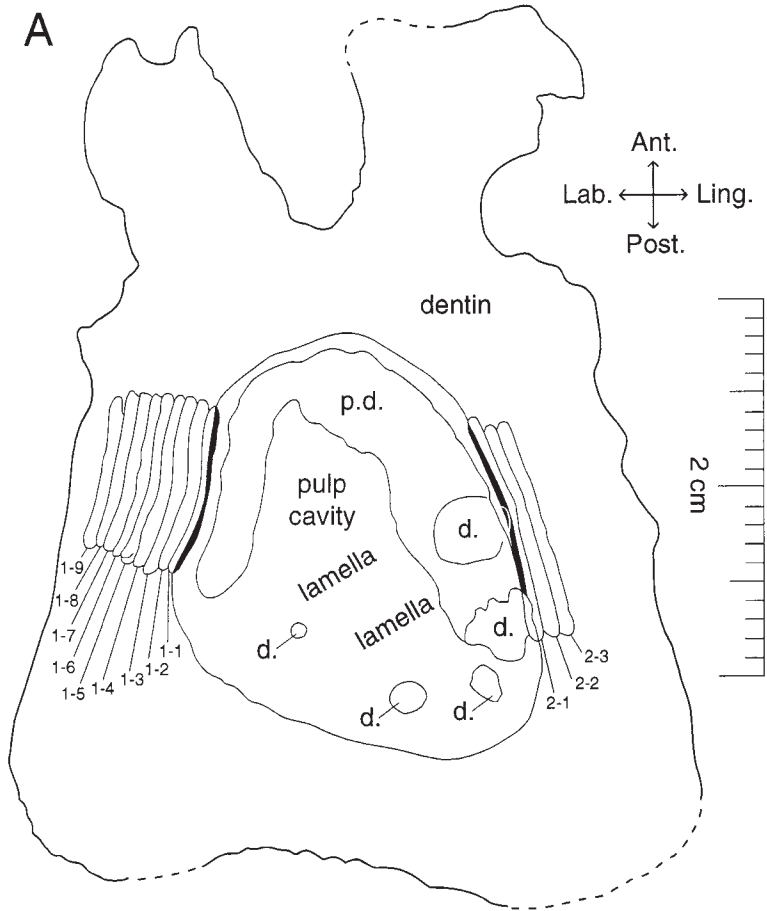 A
Ant.
Lab. Ling.
Post.
dentin
p.d.
pulp
cavity
lamella
lamella
d.
d.
d.
d.
d.
2 cm
1-9
1-8
1-7
1-6
1-5
1-4
1-3
1-2
1-1
2-3
2-2
2-1